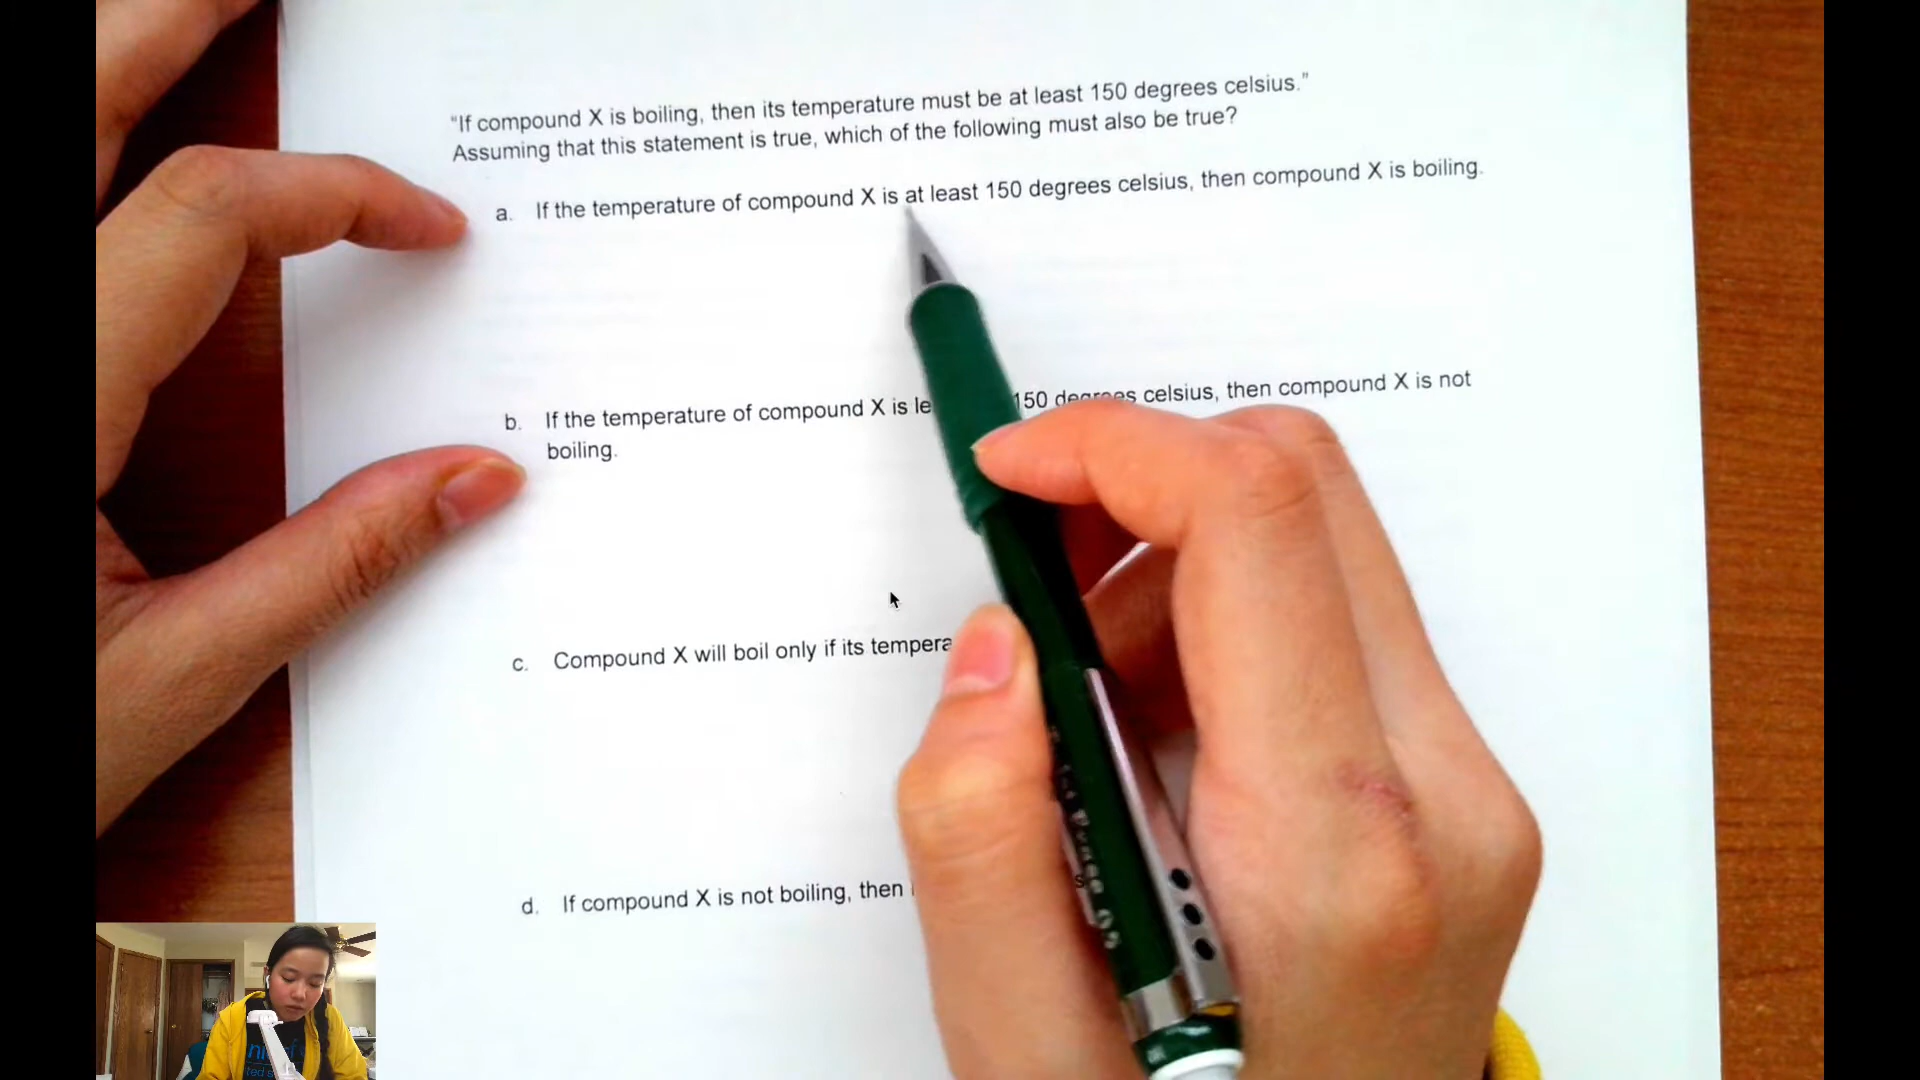 “If compound X is boiling, then its temperature must be at least 150 degrees celsius.”
Assuming that this statement is true, which of the following must also be true?
a. If the temperature of compound X is at least 150 degrees celsius, then compound X is boiling.
b. If the temperature of compound X is 150 degrees celsius, then compound X is not
boiling.
c. Compound X will boil only if its
d. If compound X is not boiling, then